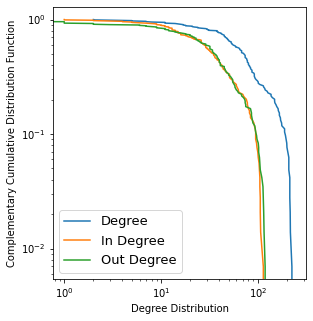 Complementary Cumulative Distribution Function
10⁰
10⁻¹
10⁻²
Degree
In Degree
Out Degree
10⁰ 10¹ 10²
Degree Distribution